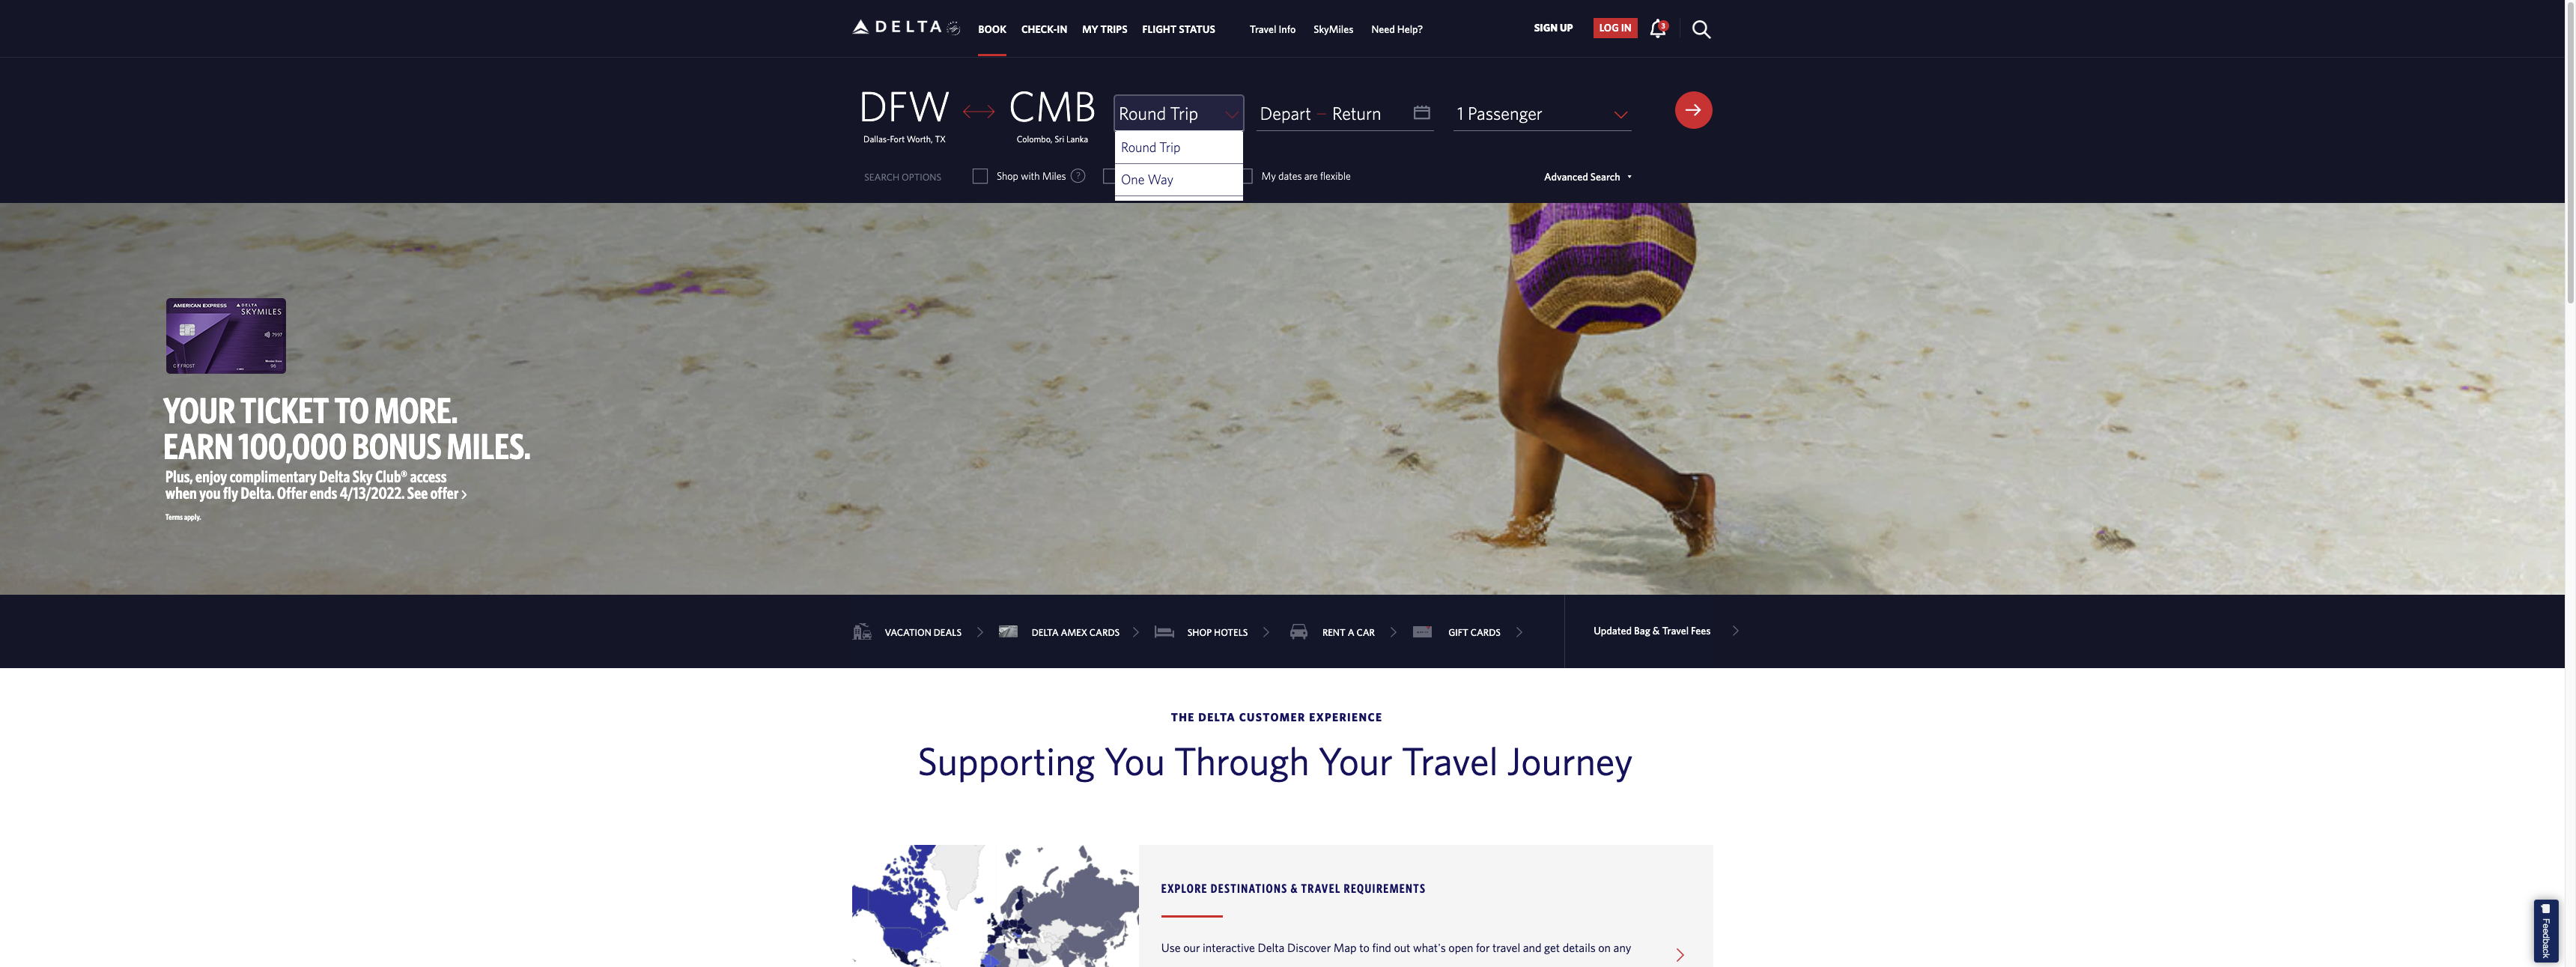 DELTA
BOOK CHECK-IN MY TRIPS FLIGHT STATUS Travel Info SkyMiles Need Help? SIGN UP LOG IN 3
DFW CMB Round Trip Depart — Return 1 Passenger
Dallas-Fort Worth, TX Colombo, Sri Lanka
Round Trip
One Way
SEARCH OPTIONS Shop with Miles ? My dates are flexible Advanced Search
AMERICAN EXPRESS DELTA
SKYMILES
7997
C F FROST 95
YOUR TICKET TO MORE.
EARN 100,000 BONUS MILES.
Plus, enjoy complimentary Delta Sky Club® access
when you fly Delta. Offer ends 4/13/2022. See offer >
Terms apply.
VACATION DEALS DELTA AMEX CARDS SHOP HOTELS RENT A CAR GIFT CARDS Updated Bag & Travel Fees
THE DELTA CUSTOMER EXPERIENCE
Supporting You Through Your Travel Journey
EXPLORE DESTINATIONS & TRAVEL REQUIREMENTS
Use our interactive Delta Discover Map to find out what's open for travel and get details on any
Feedback